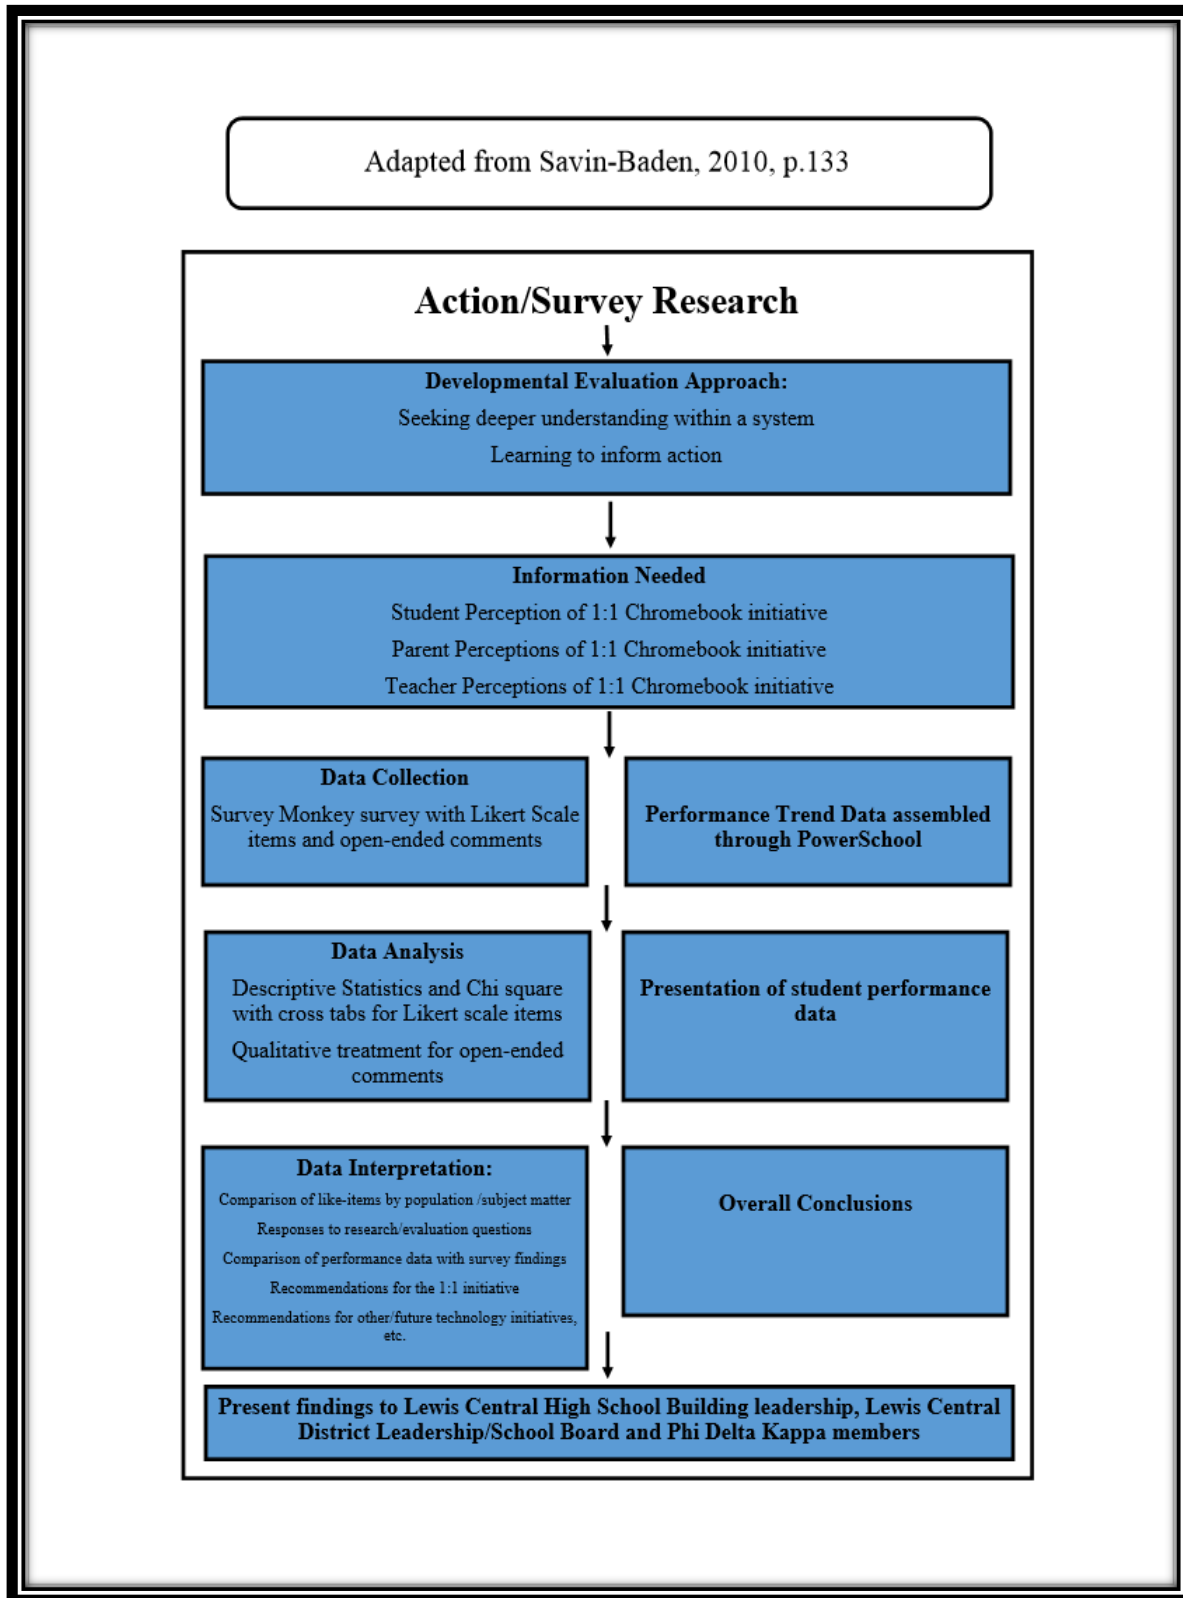 Adapted from Savin-Baden, 2010, p.133
Action/Survey Research
Developmental Evaluation Approach:
Seeking deeper understanding within a system
Learning to inform action
Information Needed
Student Perception of 1:1 Chromebook initiative
Parent Perceptions of 1:1 Chromebook initiative
Teacher Perceptions of 1:1 Chromebook initiative
Data Collection
Survey Monkey survey with Likert Scale
items and open-ended comments
Performance Trend Data assembled
through PowerSchool
Data Analysis
Descriptive Statistics and Chi square
with cross tabs for Likert scale items
Qualitative treatment for open-ended
comments
Presentation of student performance
data
Data Interpretation:
Comparison of like-items by population /subject matter
Responses to research/evaluation questions
Comparison of performance data with survey findings
Recommendations for the 1:1 initiative
Recommendations for other/future technology initiatives,
etc.
Overall Conclusions
Present findings to Lewis Central High School Building leadership, Lewis Central
District Leadership/School Board and Phi Delta Kappa members